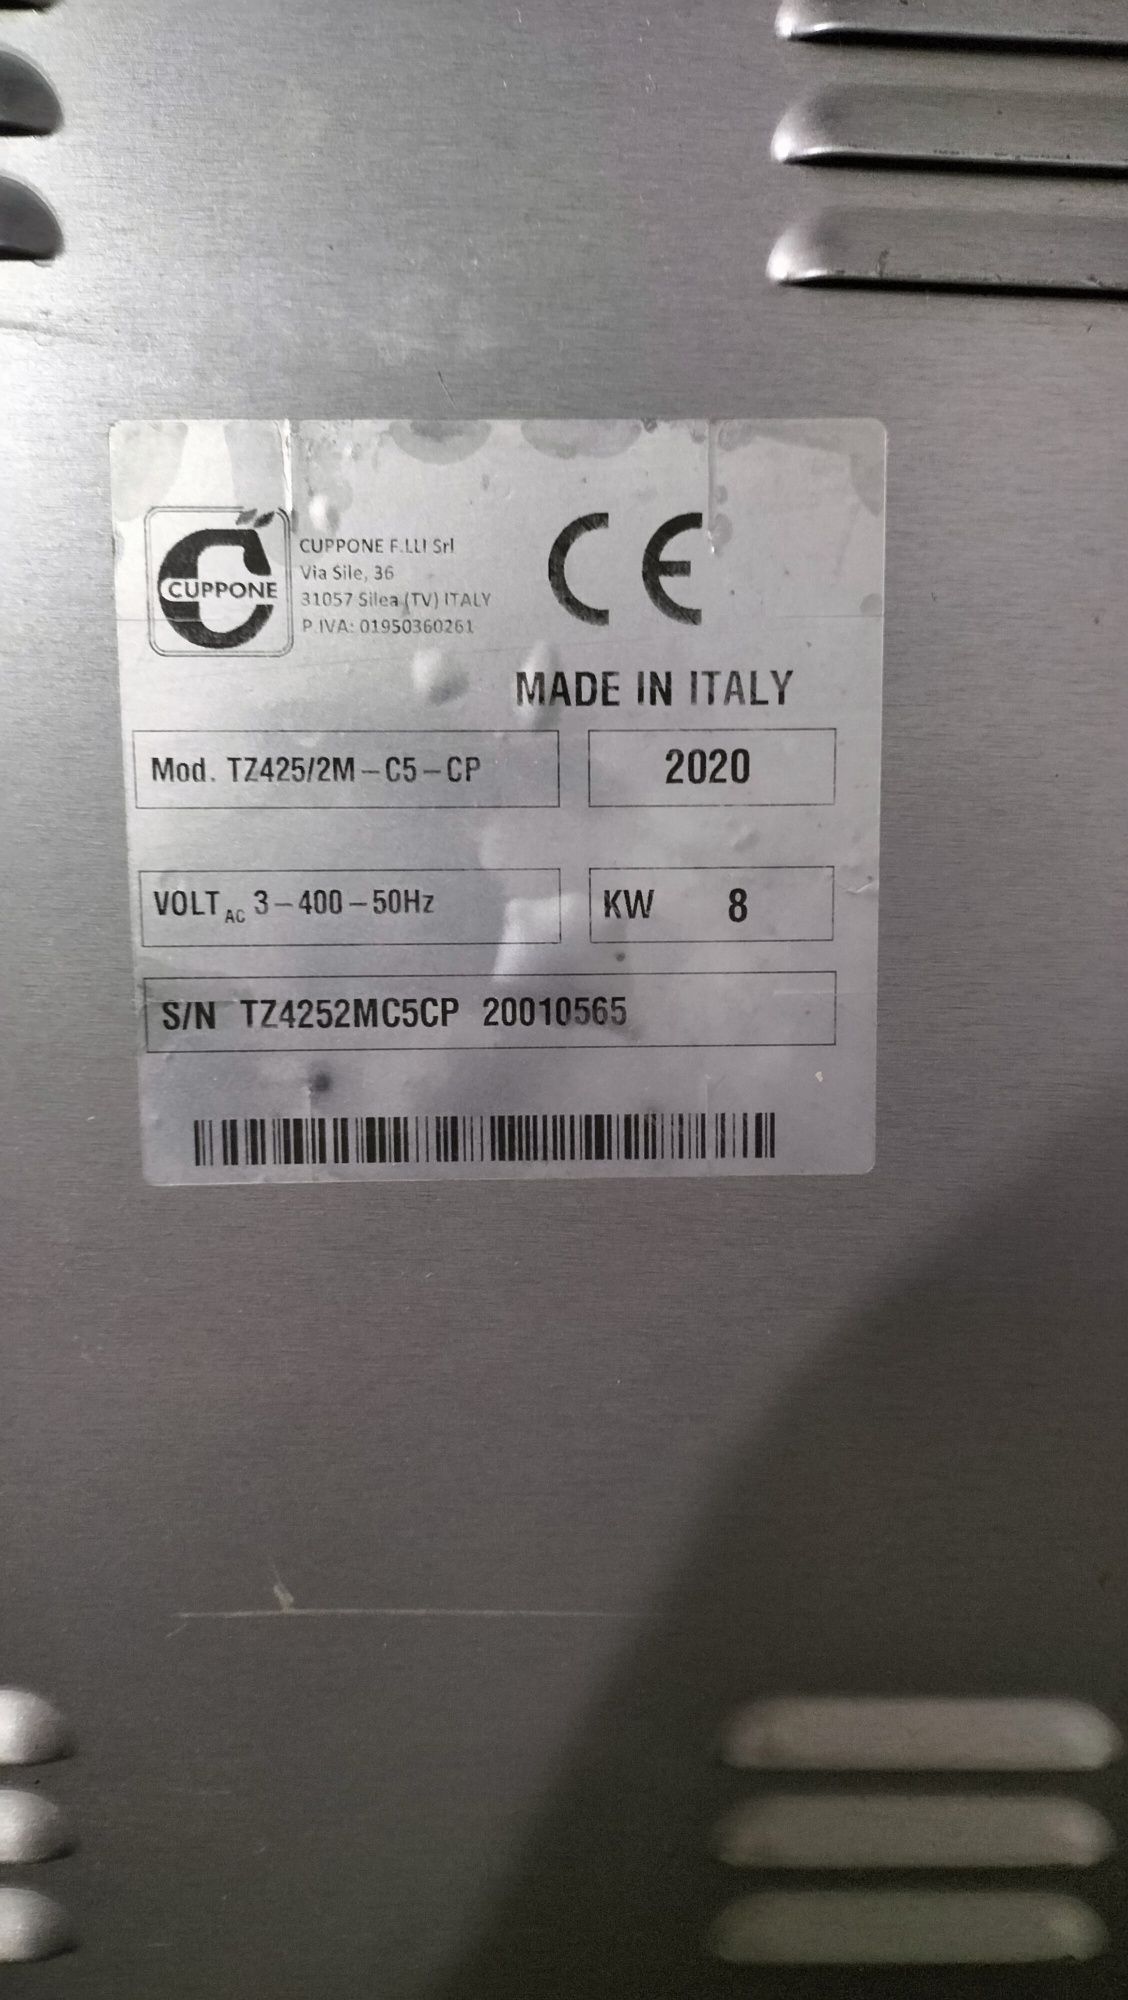 CUPPONE
CUPPONE F.LLI Srl
Via Sile, 36
31057 Silea (TV) ITALY
P.IVA: 01950360261
CE
MADE IN ITALY
Mod. TZ425/2M – C5 – CP
2020
VOLT AC 3 – 400 – 50Hz
KW 8
S/N TZ4252MC5CP 20010565